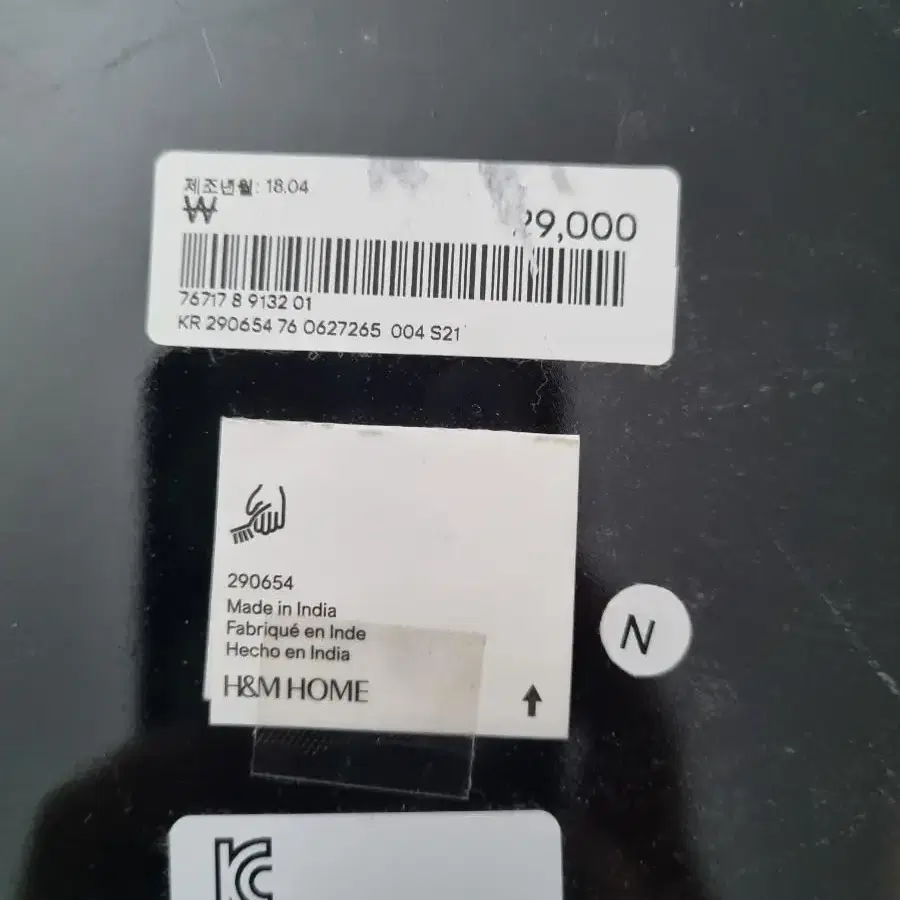 제조년월: 18.04
₩ 29,000
76717 8 9132 01
KR 290654 76 0627265 004 S21
290654
Made in India
Fabriqué en Inde
Hecho en India
H&M HOME
N
KC